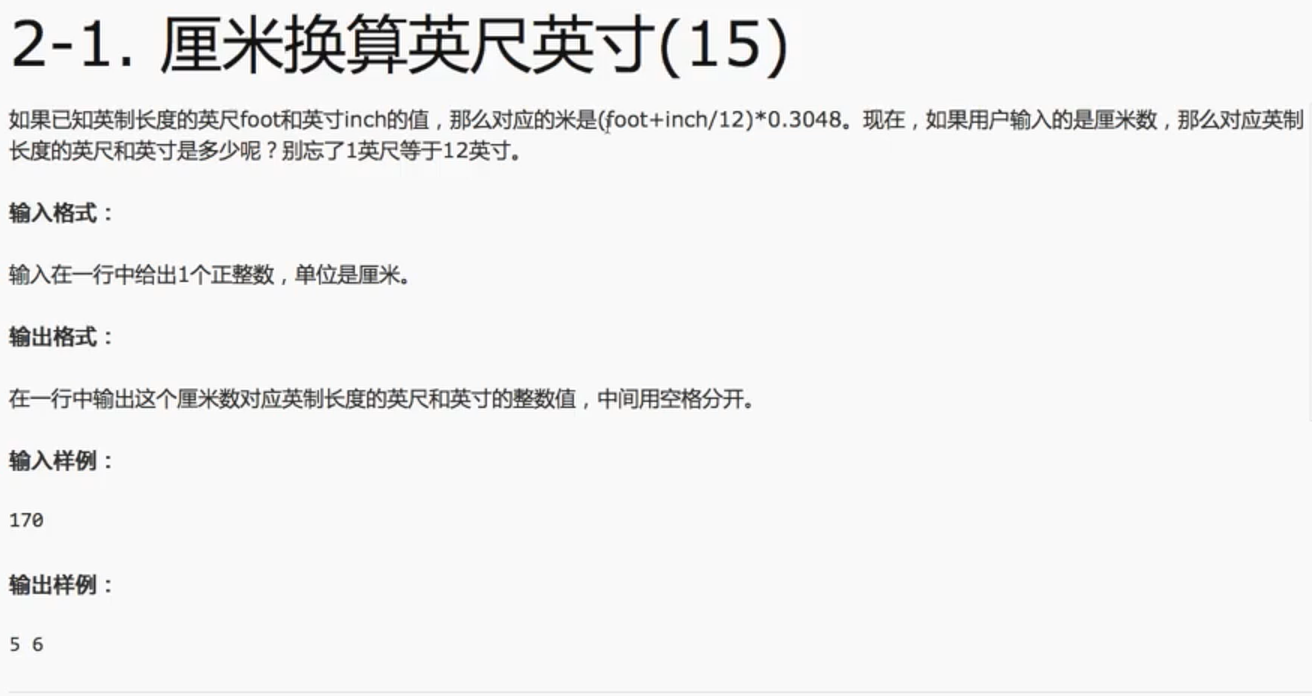 2-1. 厘米换算英尺英寸(15)
如果已知英制长度的英尺foot和英寸inch的值，那么对应的米是(foot+inch/12)*0.3048。现在，如果用户输入的是厘米数，那么对应英制
长度的英尺和英寸是多少呢？别忘了1英尺等于12英寸。
输入格式：
输入在一行中给出1个正整数，单位是厘米。
输出格式：
在一行中输出这个厘米数对应英制长度的英尺和英寸的整数值，中间用空格分开。
输入样例：
170
输出样例：
5 6